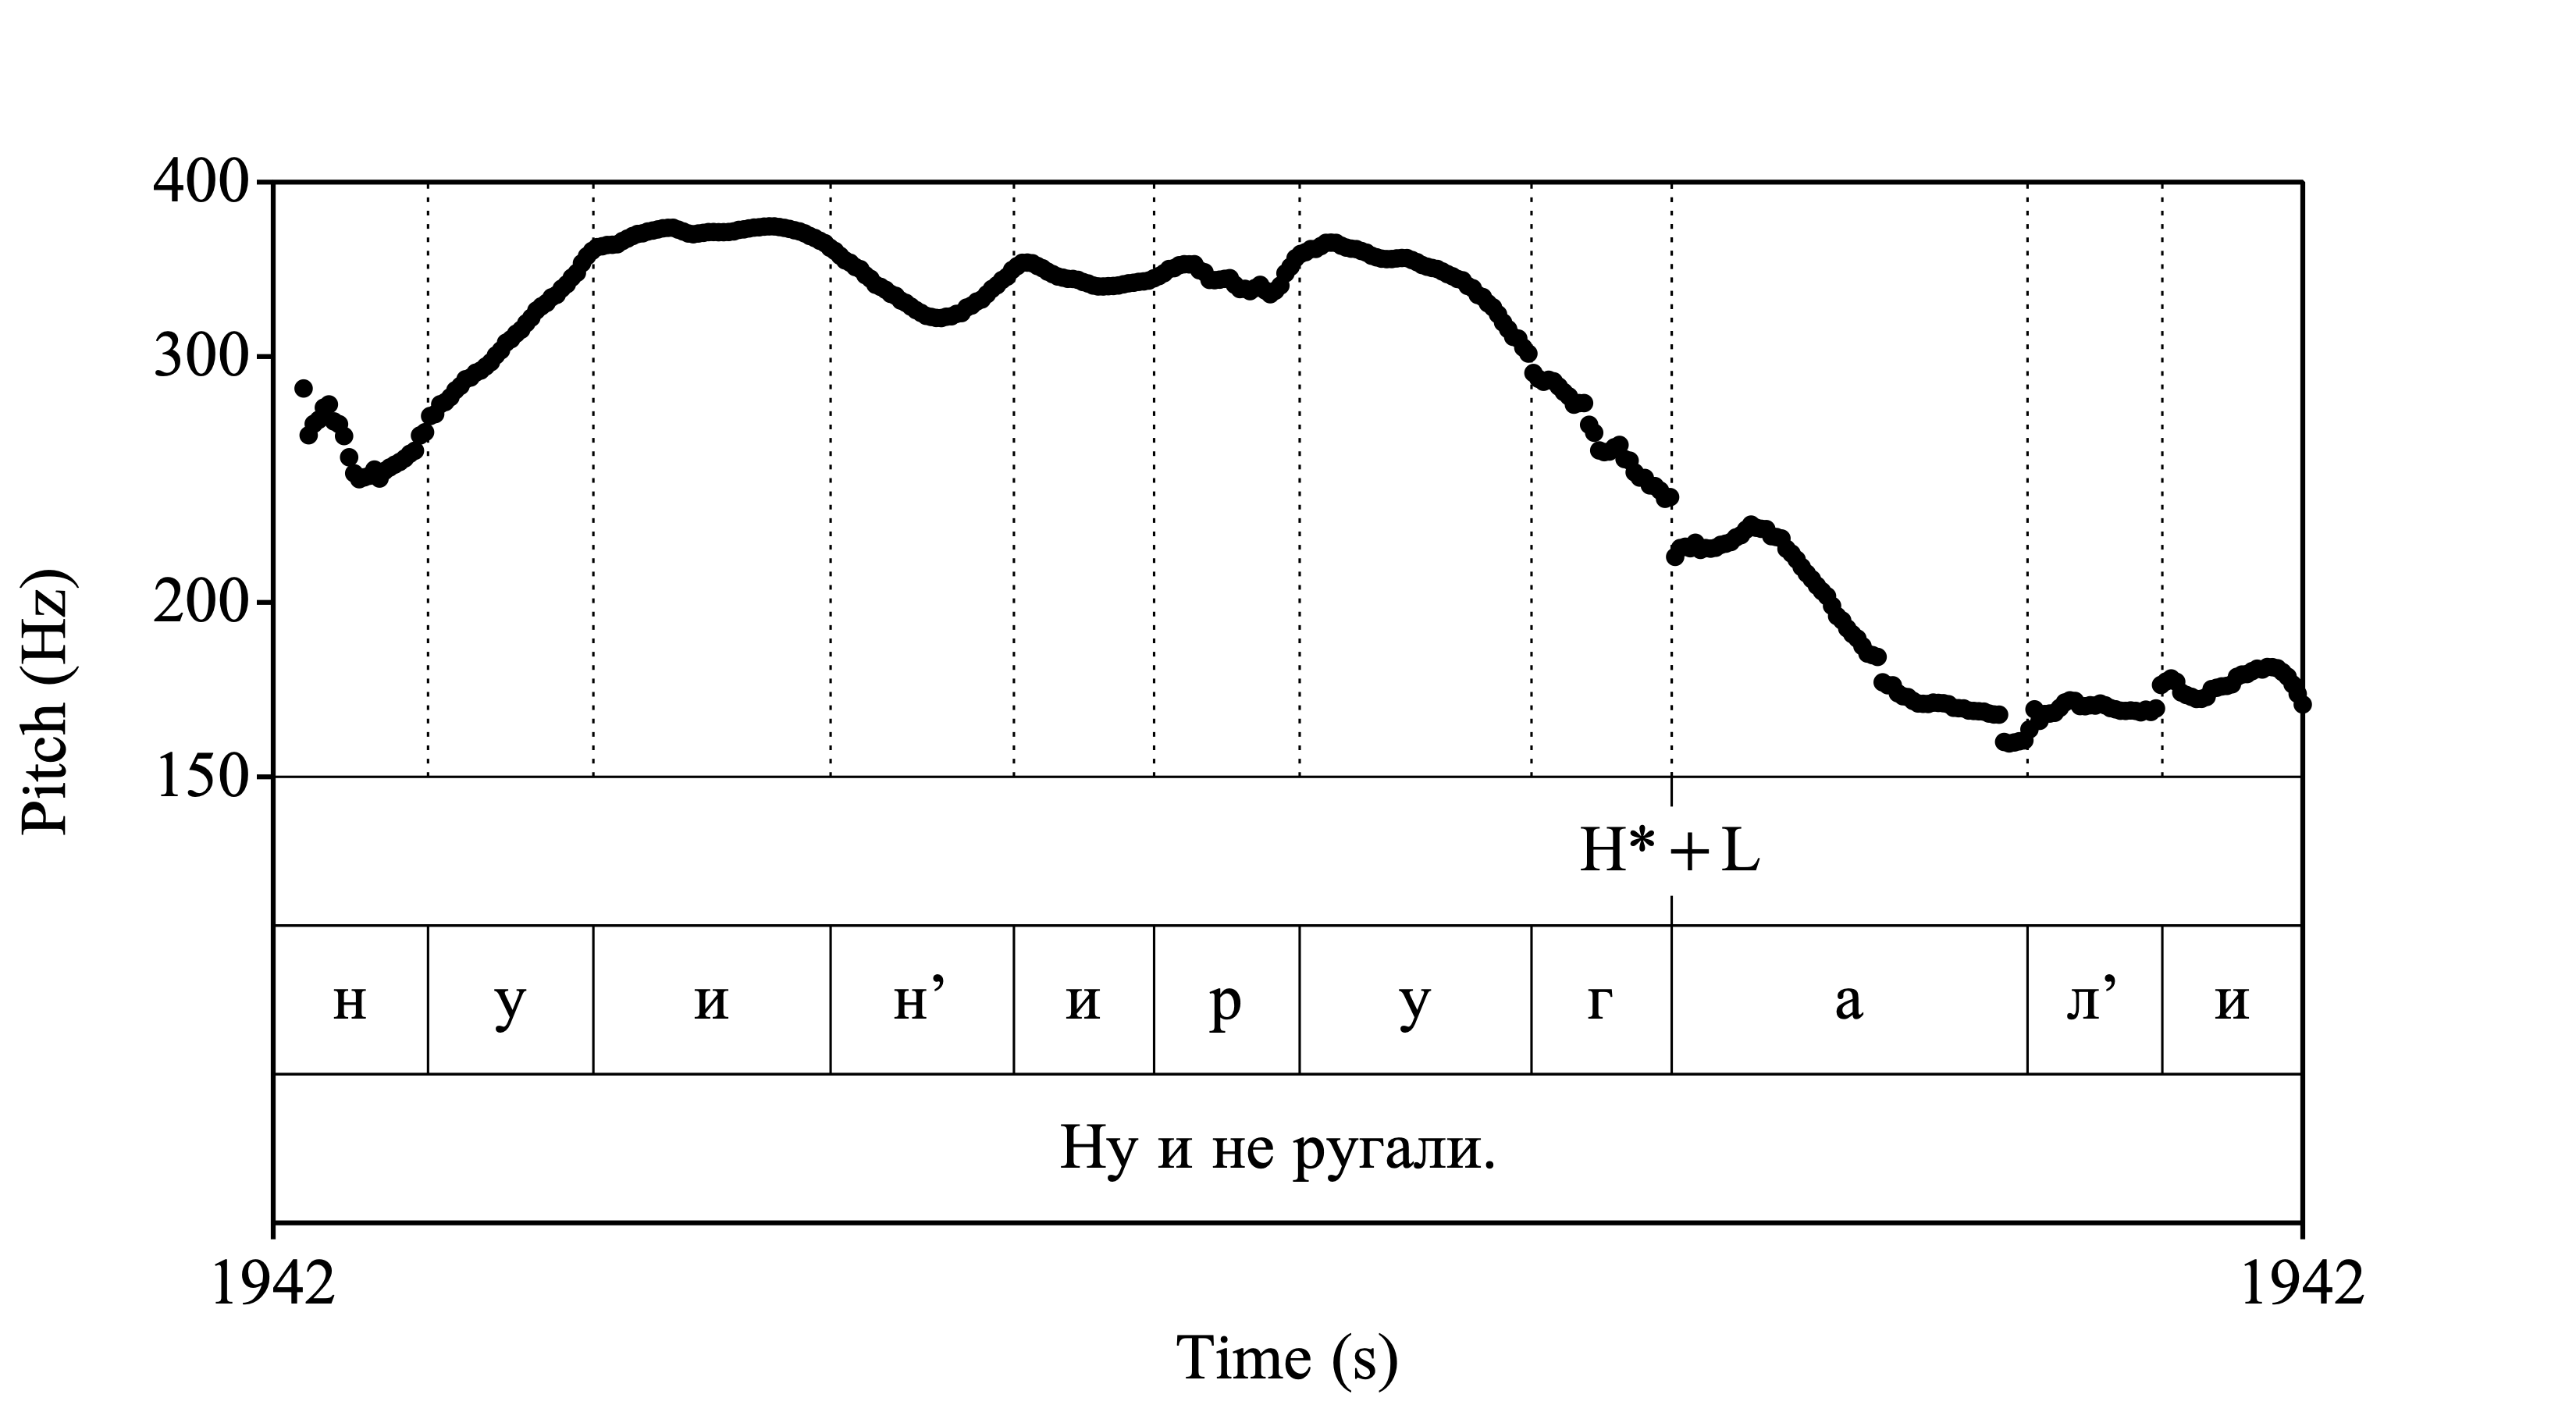 400
300
200
150
Pitch (Hz)
H*+L
н у и н’ и р у г а л’ и
Ну и не ругали.
1942 1942
Time (s)